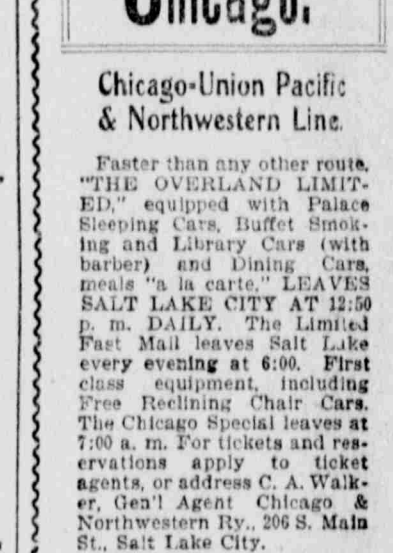 Chicago.
Chicago-Union Pacific
& Northwestern Line.
Faster than any other route.
"THE OVERLAND LIMIT-
ED," equipped with Palace
Sleeping Cars, Buffet Smok-
ing and Library Cars (with
barber) and Dining Cars,
meals "a la carte," LEAVES
SALT LAKE CITY AT 12:50
p. m. DAILY. The Limited
Fast Mail leaves Salt Lake
every evening at 6:00. First
class equipment, including
Free Reclining Chair Cars.
The Chicago Special leaves at
7:00 a. m. For tickets and res-
ervations apply to ticket
agents, or address C. A. Walk-
er, Gen'l Agent Chicago &
Northwestern Ry., 206 S. Main
St., Salt Lake City.